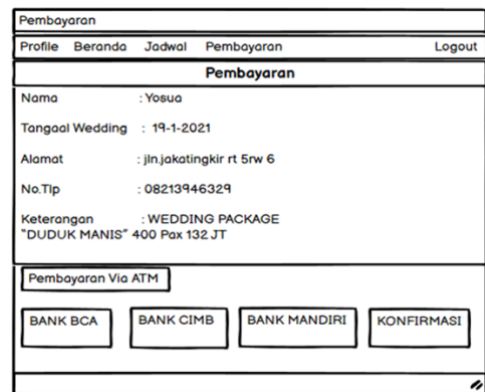 Pembayaran
Profile Beranda Jadwal Pembayaran Logout
Pembayaran
Nama : Yosua
Tangaal Wedding : 19-1-2021
Alamat : jln.jakatingkir rt 5rw 6
No.Tlp : 08213946329
Keterangan : WEDDING PACKAGE
"DUDUK MANIS" 400 Pax 132 JT
Pembayaran Via ATM
BANK BCA BANK CIMB BANK MANDIRI KONFIRMASI